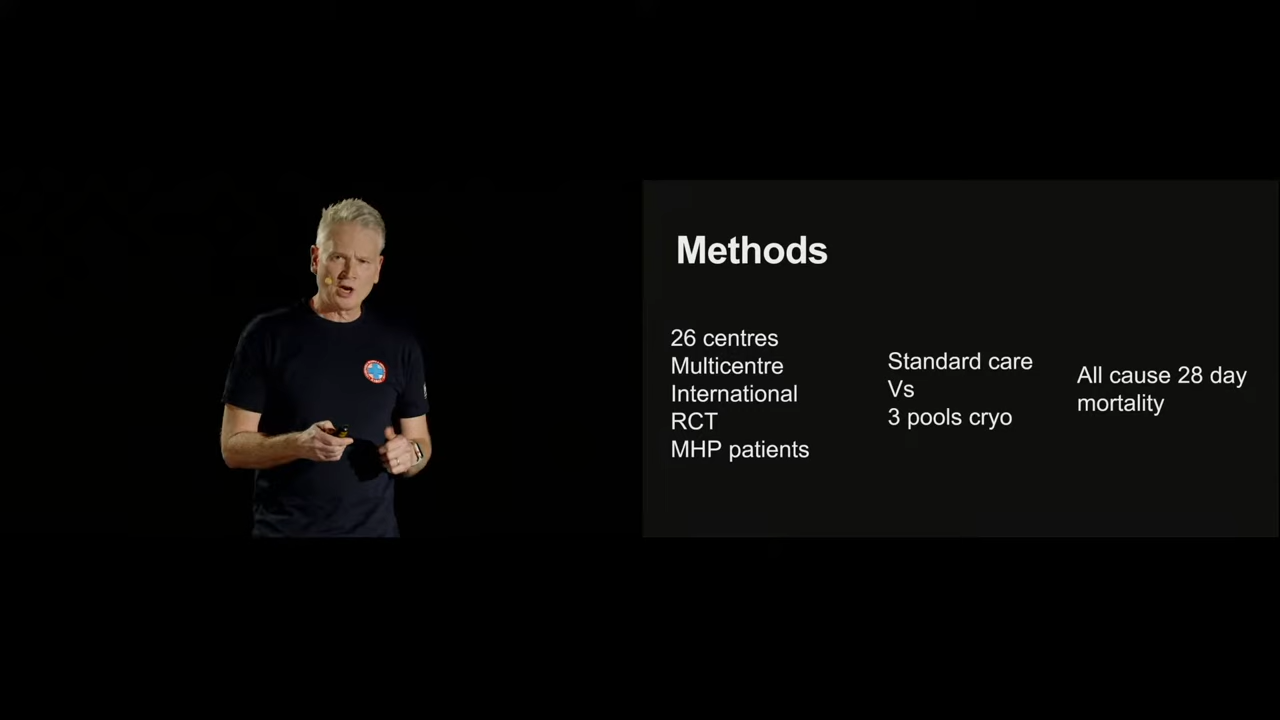 Methods
26 centres
Multicentre
International
RCT
MHP patients
Standard care
Vs
3 pools cryo
All cause 28 day
mortality